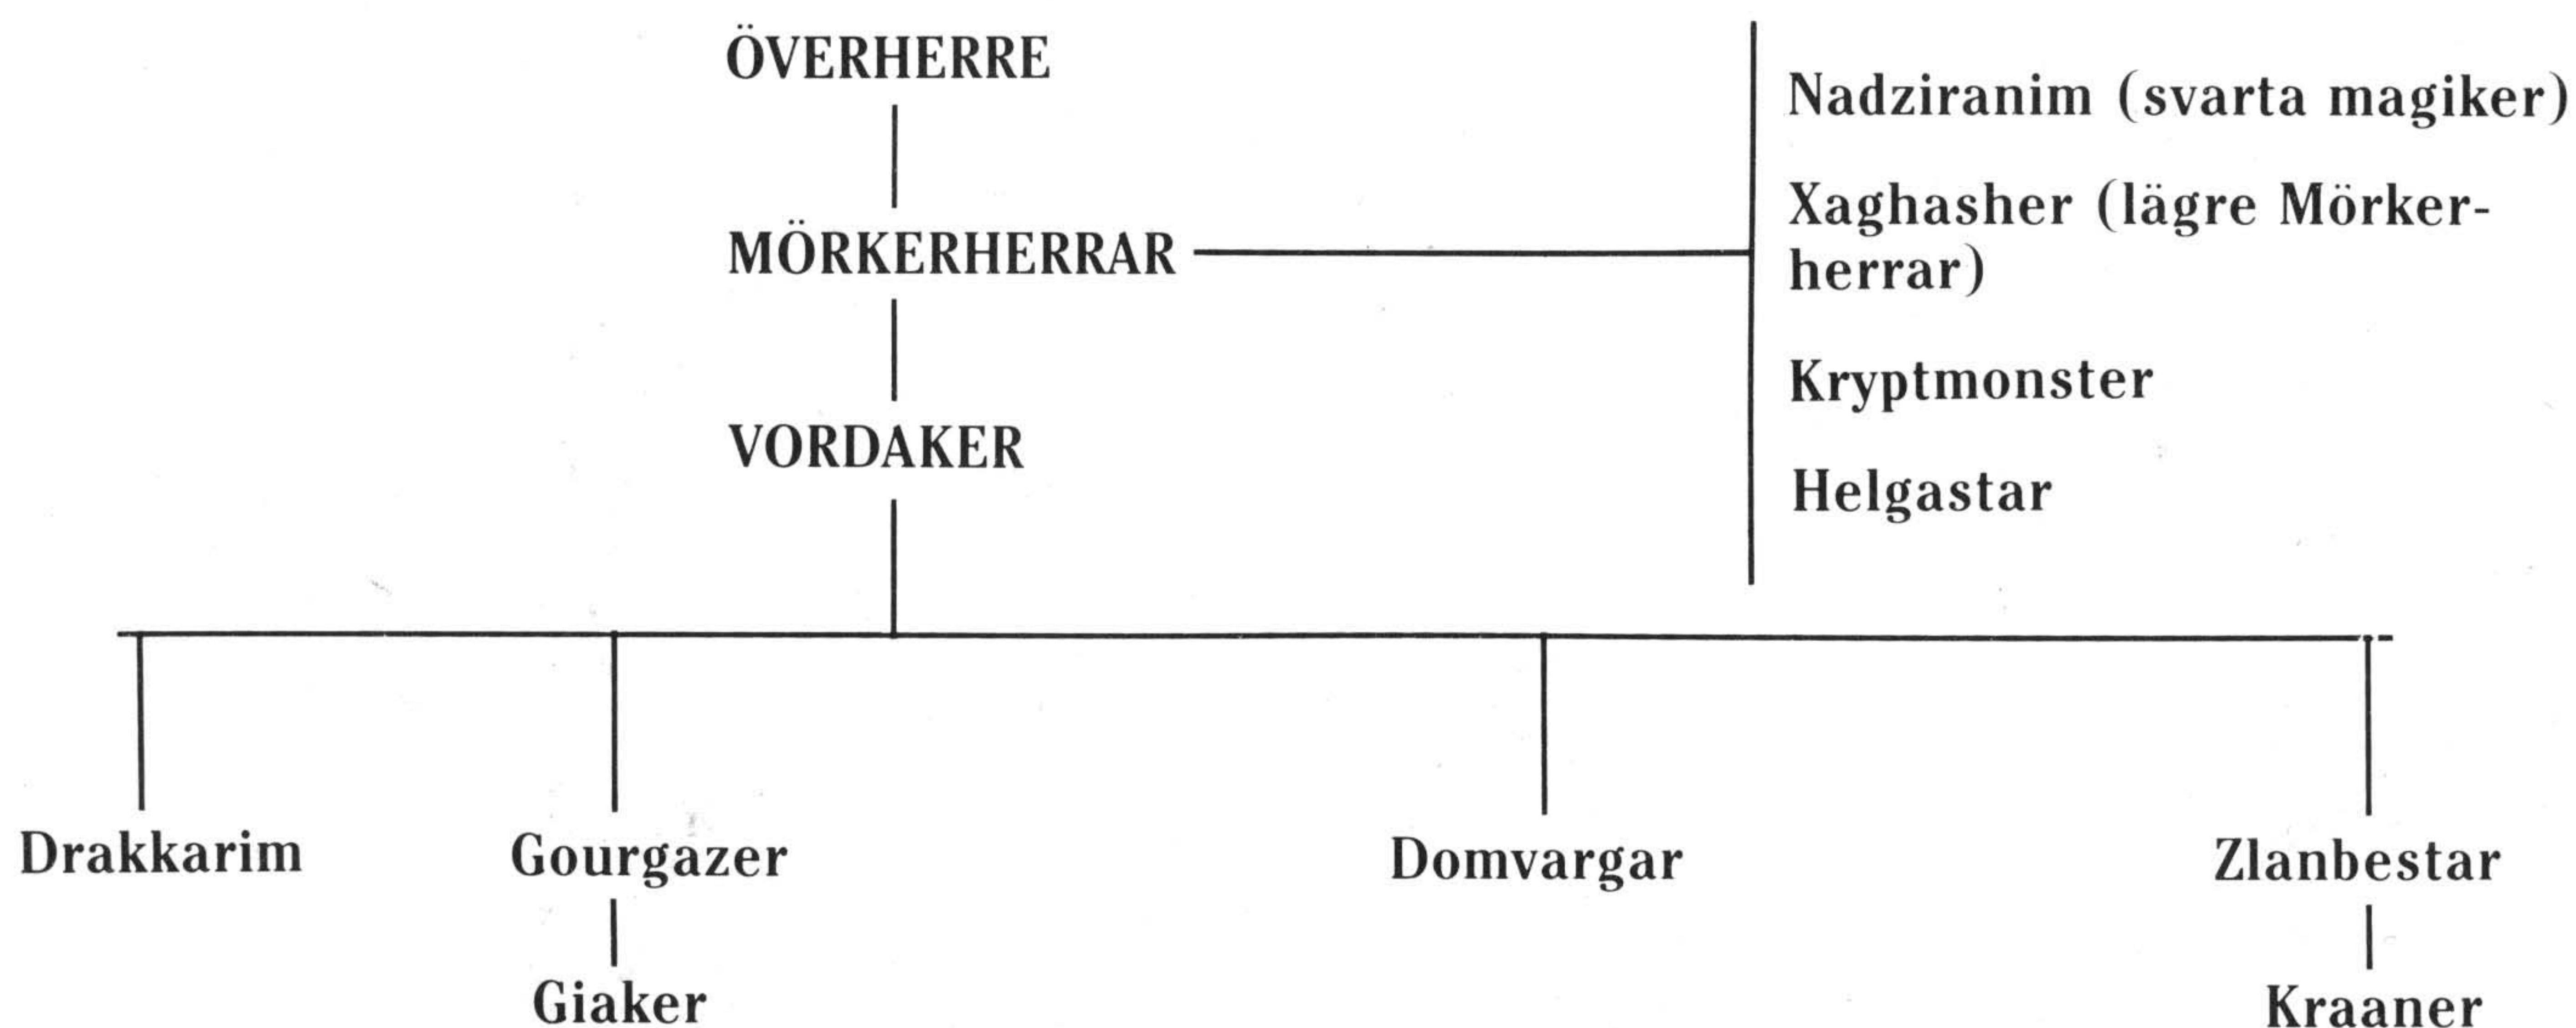 ÖVERHERRE
MÖRKERHERRAR
VORDAKER
Nadziranim (svarta magiker)
Xaghasher (lägre Mörker-
herrar)
Kryptmonster
Helgastar
Drakkarim
Gourgazer
Domvargar
Zlanbestar
Giaker
Kraaner